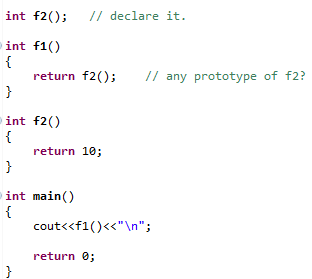 int f2();   // declare it.
int f1()
{
    return f2();    // any prototype of f2?
}
int f2()
{
    return 10;
}
int main()
{
    cout<<f1()<<"\n";
    return 0;
}